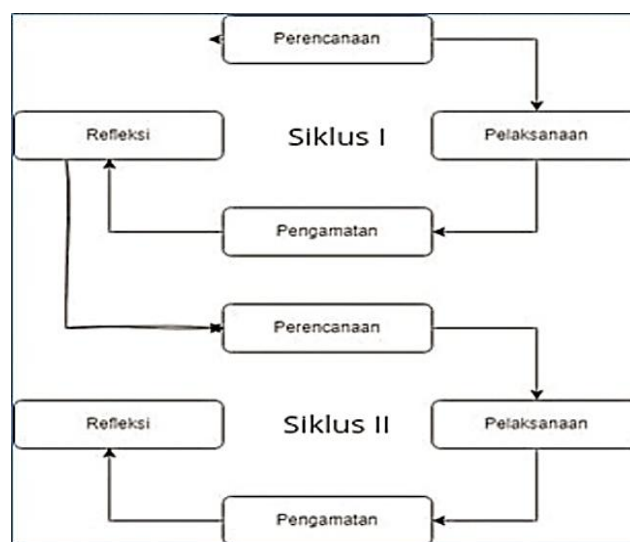 Perencanaan
Refleksi
Siklus I
Pelaksanaan
Pengamatan
Perencanaan
Refleksi
Siklus II
Pelaksanaan
Pengamatan